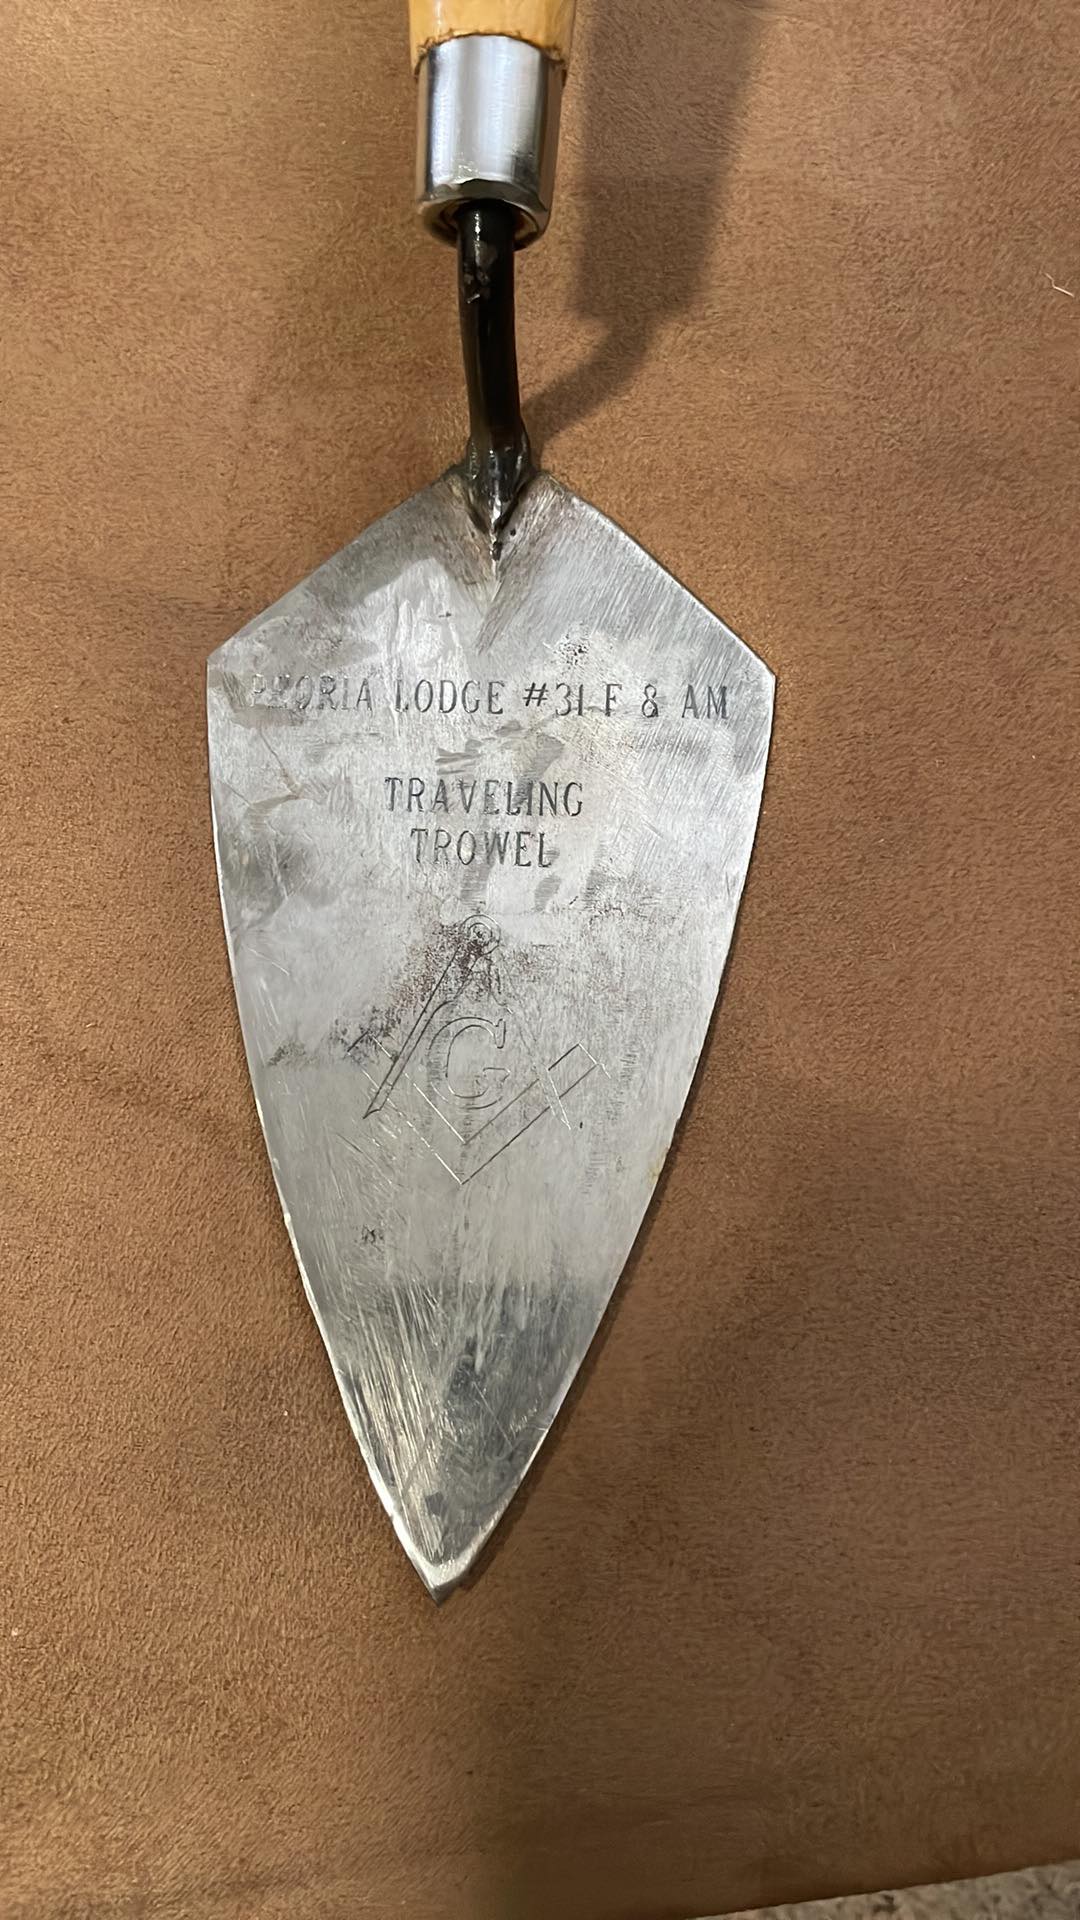 PEORIA LODGE #31 F & AM
TRAVELING
TROWEL
G